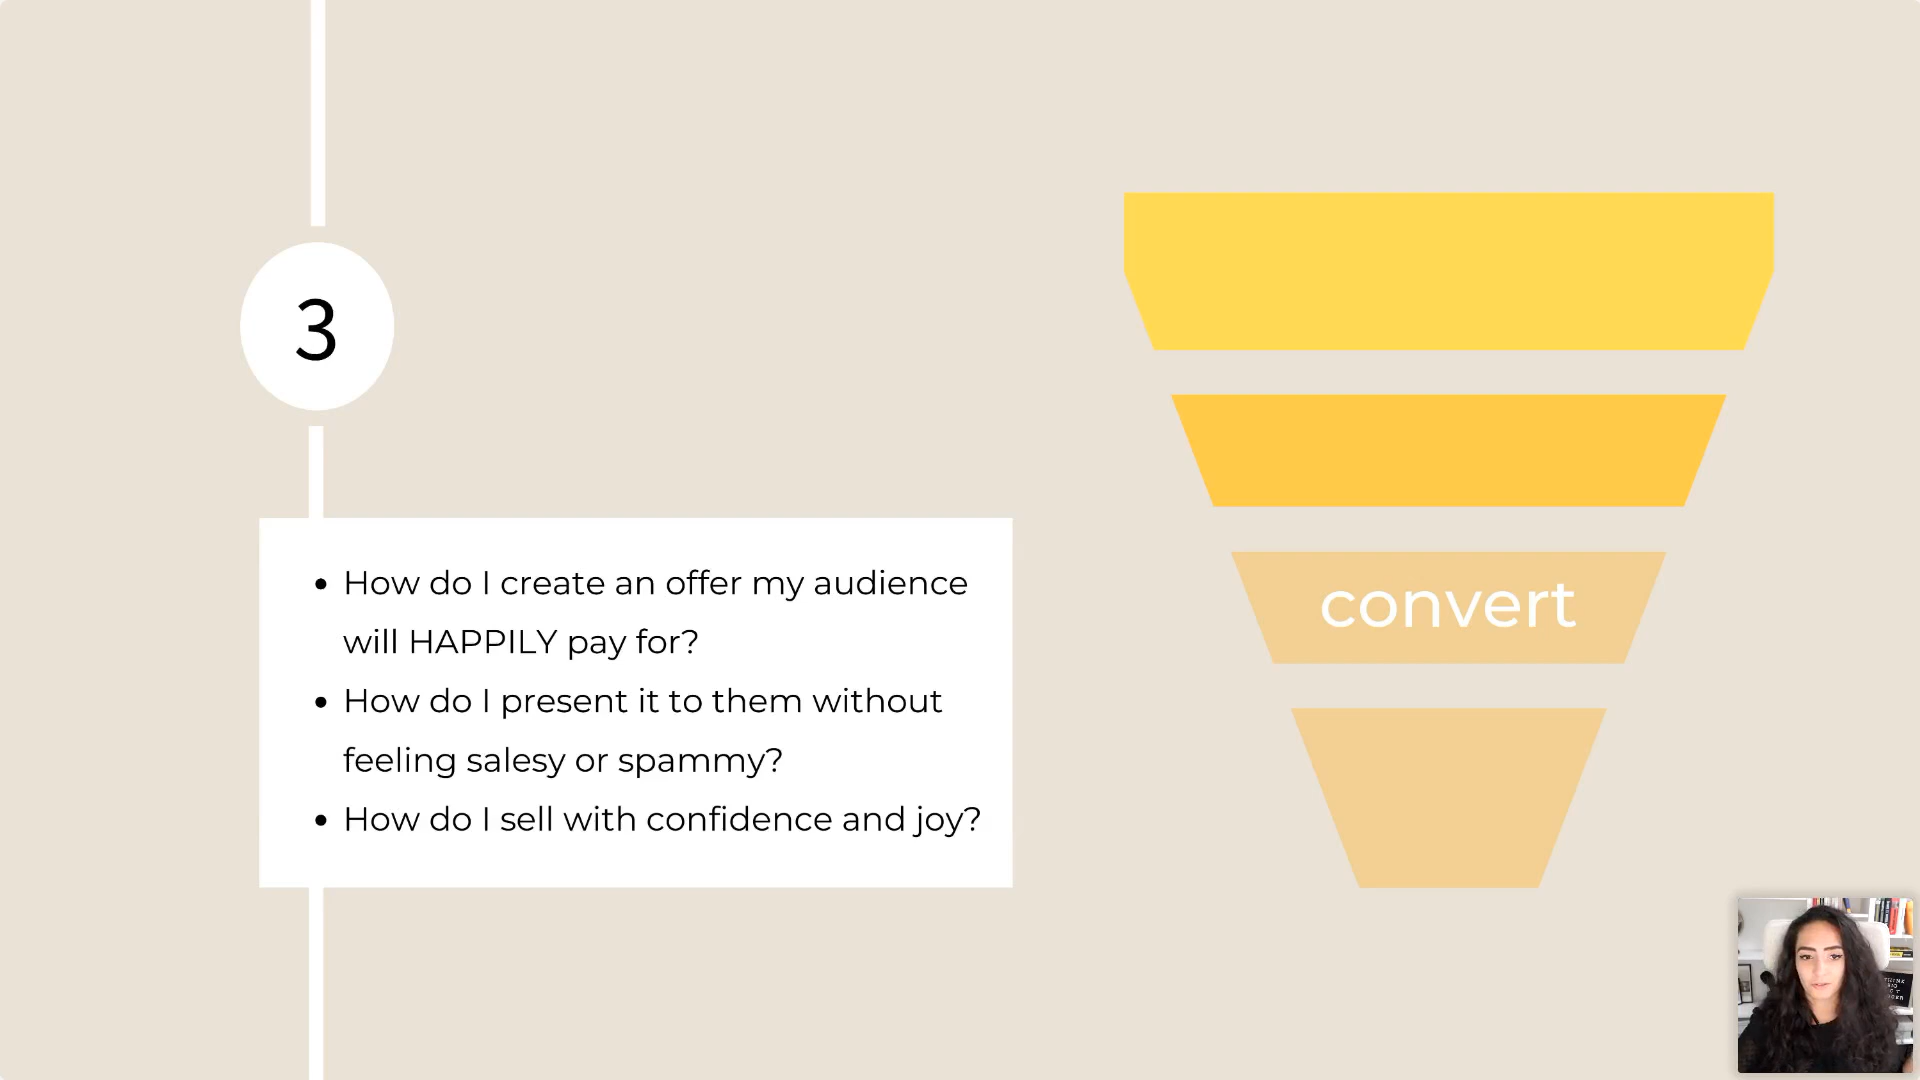 3
How do I create an offer my audience
will HAPPILY pay for?
How do I present it to them without
feeling salesy or spammy?
How do I sell with confidence and joy?
convert